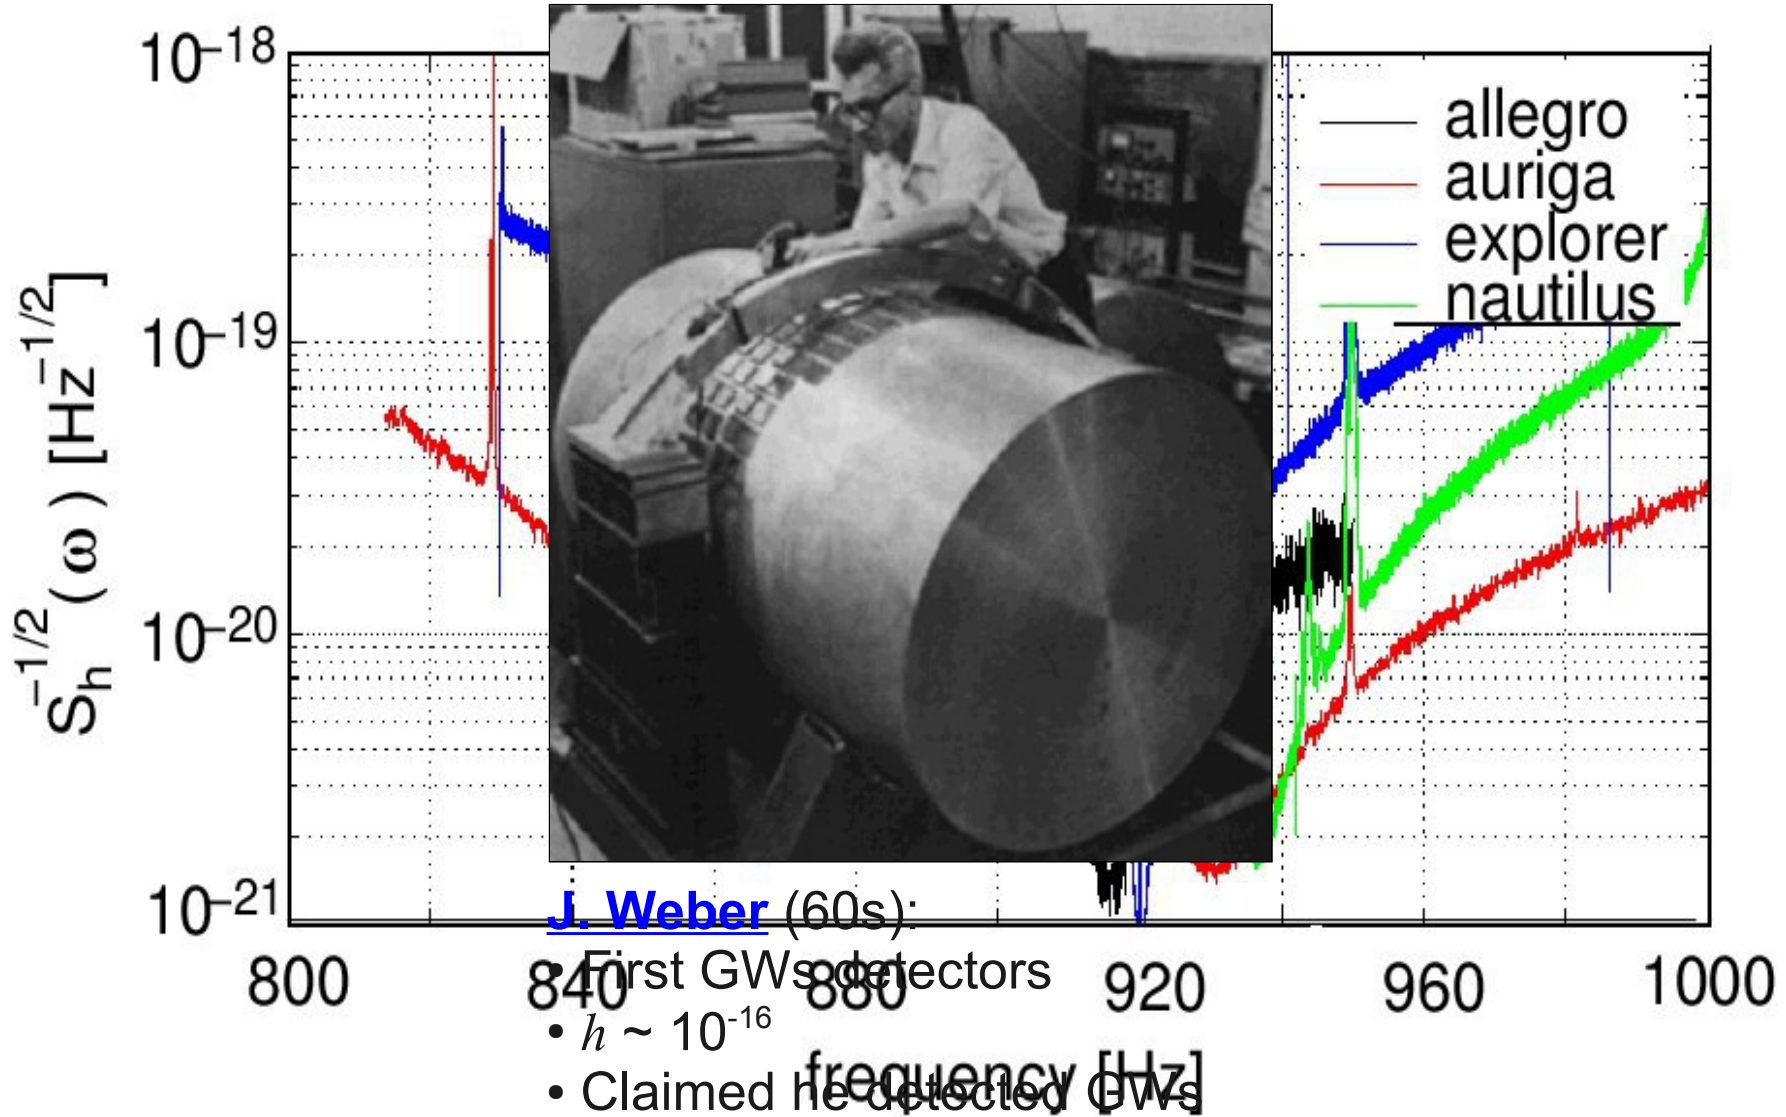 10⁻¹⁸
10⁻¹⁹
10⁻²⁰
10⁻²¹
S_h^{-1/2} (ω) [Hz^{-1/2}]
allegro
auriga
explorer
nautilus
J. Weber (60s):
• First GWs detectors
• h ~ 10⁻¹⁶
• Claimed he detected GWs
800 840 880 920 960 1000
frequency [Hz]